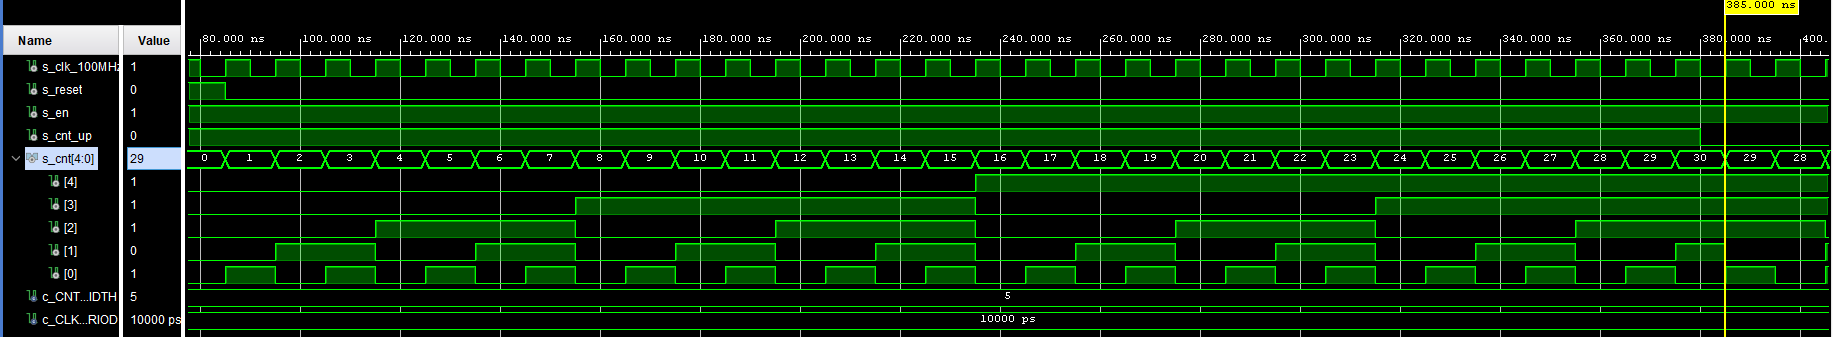 385.000 ns
Name Value 80.000 ns 100.000 ns 120.000 ns 140.000 ns 160.000 ns 180.000 ns 200.000 ns 220.000 ns 240.000 ns 260.000 ns 280.000 ns 300.000 ns 320.000 ns 340.000 ns 360.000 ns 380.000 ns 400.
s_clk_100MHz 1
s_reset 0
s_en 1
s_cnt_up 0
s_cnt[4:0] 29 0 1 2 3 4 5 6 7 8 9 10 11 12 13 14 15 16 17 18 19 20 21 22 23 24 25 26 27 28 29 30 29 28
[4] 1
[3] 1
[2] 1
[1] 0
[0] 1
c_CNT...IDTH 5 5
c_CLK...RIOD 10000 ps 10000 ps